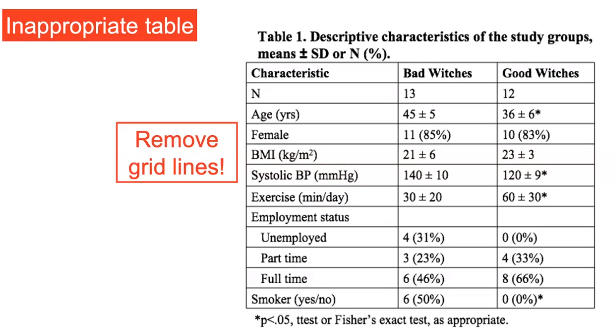 Inappropriate table
Table 1. Descriptive characteristics of the study groups,
means ± SD or N (%).
Characteristic Bad Witches Good Witches
N 13 12
Age (yrs) 45 ± 5 36 ± 6*
Female 11 (85%) 10 (83%)
BMI (kg/m²) 21 ± 6 23 ± 3
Systolic BP (mmHg) 140 ± 10 120 ± 9*
Exercise (min/day) 30 ± 20 60 ± 30*
Employment status
Unemployed 4 (31%) 0 (0%)
Part time 3 (23%) 4 (33%)
Full time 6 (46%) 8 (66%)
Smoker (yes/no) 6 (50%) 0 (0%)*
*p<.05, ttest or Fisher’s exact test, as appropriate.
Remove
grid lines!